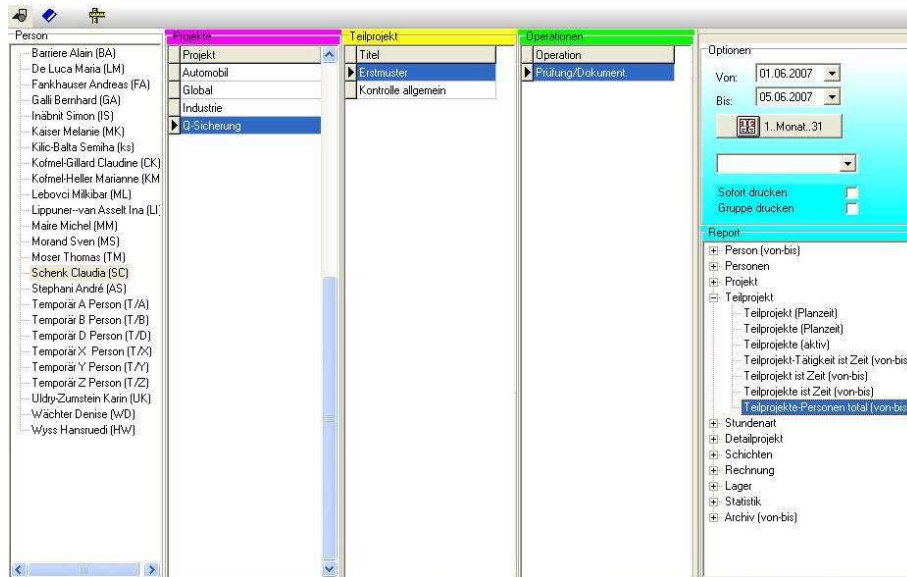 Person
Barriere Alain (BA)
De Luca Maria (LM)
Fankhauser Andreas (FA)
Galli Bernhard (GA)
Inäbnit Simon (IS)
Kaiser Melanie (MK)
Kilic-Balta Semiha (ks)
Kofmel-Gillard Claudine (CK)
Kofmel-Heller Marianne (KM
Lebovci Milkibar (ML)
Lippuner--van Asselt Ina (LI
Maire Michel (MM)
Morand Sven (MS)
Moser Thomas (TM)
Schenk Claudia (SC)
Stephani André (AS)
Temporär A Person (T/A)
Temporär B Person (T/B)
Temporär D Person (T/D)
Temporär X Person (T/X)
Temporär Y Person (T/Y)
Temporär Z Person (T/Z)
Uldry-Zumstein Karin (UK)
Wächter Denise (WD)
Wyss Hansruedi (HW)
Projekte
Projekt
Automobil
Global
Industrie
Q-Sicherung
Teilprojekt
Titel
Erstmuster
Kontrolle allgemein
Operationen
Operation
Prüfung/Dokument.
Optionen
Von: 01.06.2007
Bis: 05.06.2007
1..Monat..31
Sofort drucken
Gruppe drucken
Report
Person (von-bis)
Personen
Projekt
Teilprojekt
Teilprojekt (Planzeit)
Teilprojekte (Planzeit)
Teilprojekte (aktiv)
Teilprojekt-Tätigkeit ist Zeit (von-bis
Teilprojekt ist Zeit (von-bis)
Teilprojekte ist Zeit (von-bis)
Teilprojekte-Personen total (von-bis
Stundenart
Detailprojekt
Schichten
Rechnung
Lager
Statistik
Archiv (von-bis)